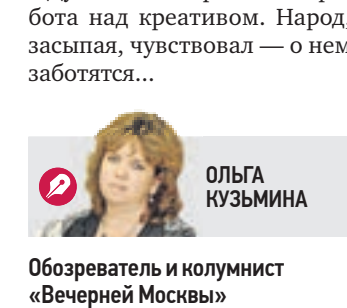 бота над креативом. Народ,
засыпая, чувствовал — о нем
заботятся...
ОЛЬГА
КУЗЬМИНА
Обозреватель и колумнист
«Вечерней Москвы»